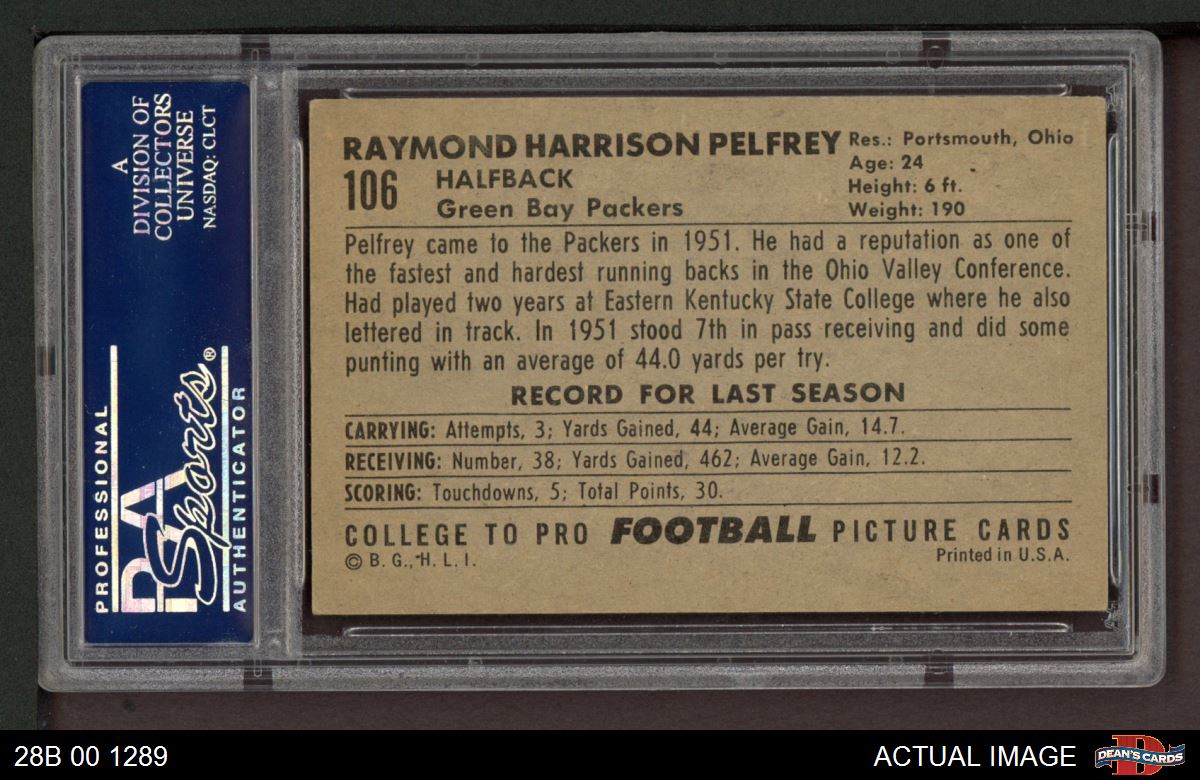 A
DIVISION OF
COLLECTORS
UNIVERSE
NASDAQ: CLCT
PROFESSIONAL
PSA
Sports®
AUTHENTICATOR
RAYMOND HARRISON PELFREY
106 HALFBACK
Green Bay Packers
Res.: Portsmouth, Ohio
Age: 24
Height: 6 ft.
Weight: 190
Pelfrey came to the Packers in 1951. He had a reputation as one of
the fastest and hardest running backs in the Ohio Valley Conference.
Had played two years at Eastern Kentucky State College where he also
lettered in track. In 1951 stood 7th in pass receiving and did some
punting with an average of 44.0 yards per try.
RECORD FOR LAST SEASON
CARRYING: Attempts, 3; Yards Gained, 44; Average Gain, 14.7.
RECEIVING: Number, 38; Yards Gained, 462; Average Gain, 12.2.
SCORING: Touchdowns, 5; Total Points, 30.
COLLEGE TO PRO FOOTBALL PICTURE CARDS
© B. G., H. L. I.
Printed in U.S.A.
28B 00 1289
ACTUAL IMAGE
DEAN'S CARDS